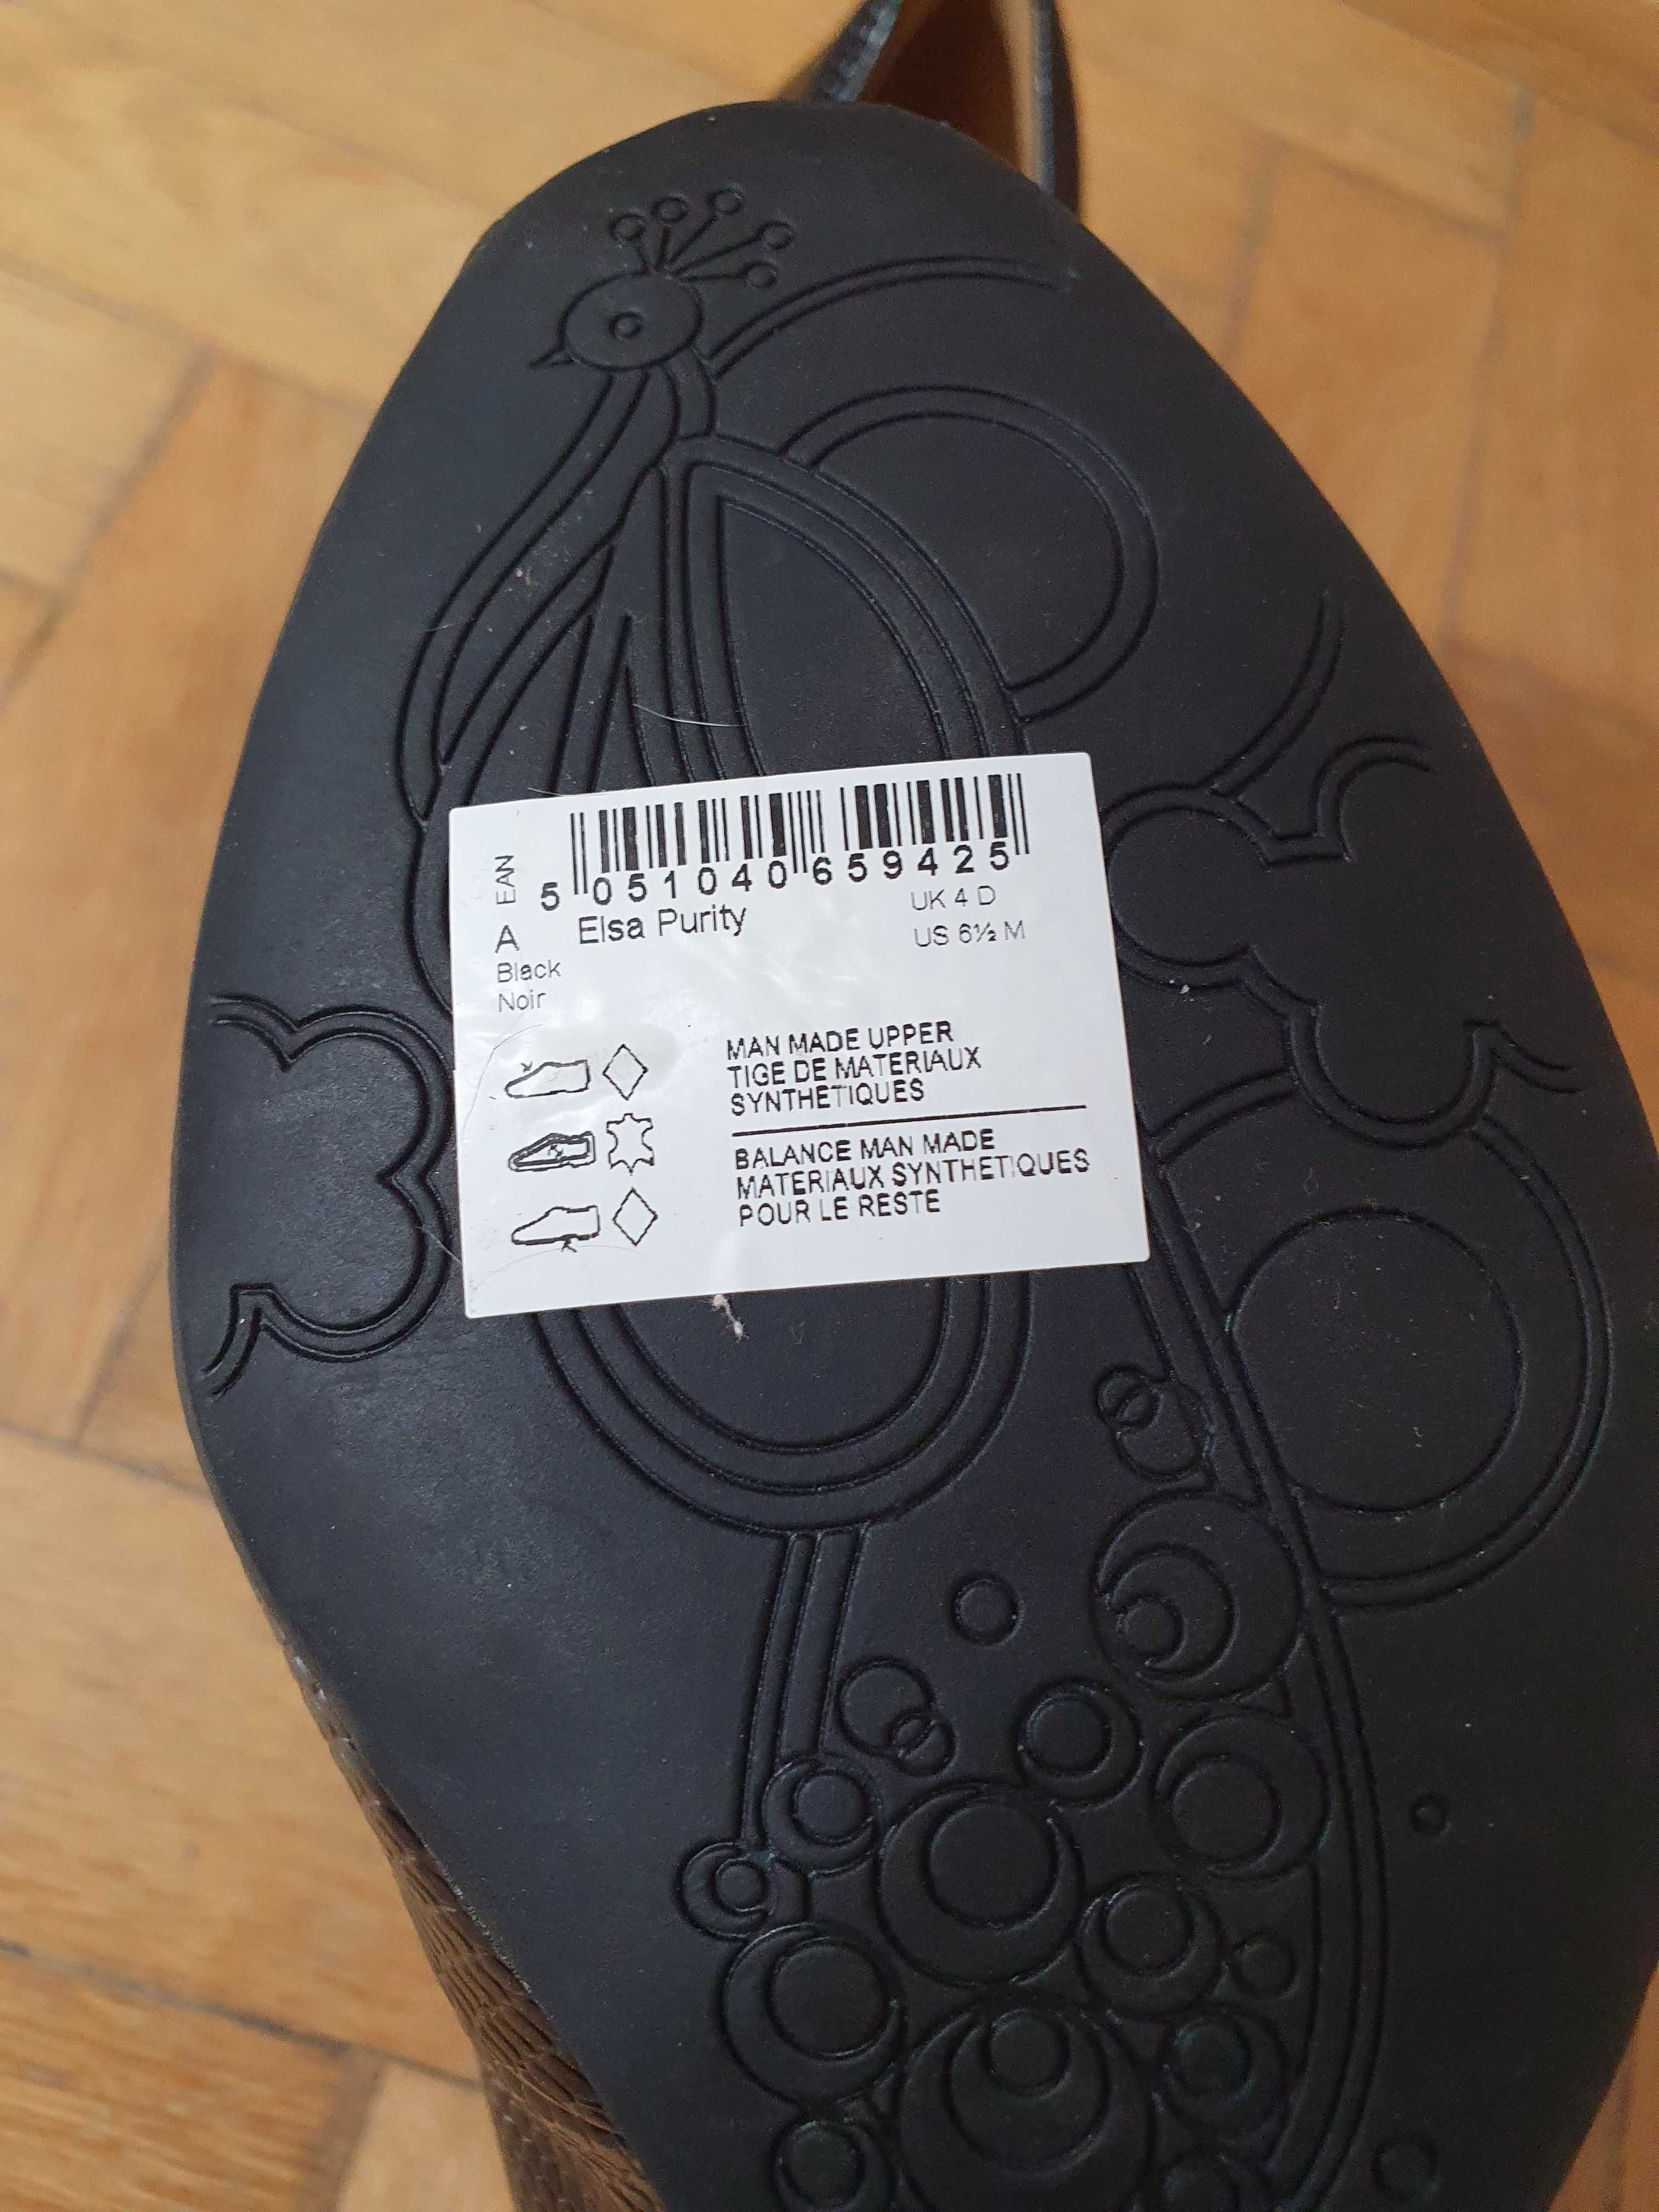 EAN
5 051040 659425
A Elsa Purity UK 4 D
Black US 6½ M
Noir
MAN MADE UPPER
TIGE DE MATERIAUX
SYNTHETIQUES
BALANCE MAN MADE
MATERIAUX SYNTHETIQUES
POUR LE RESTE